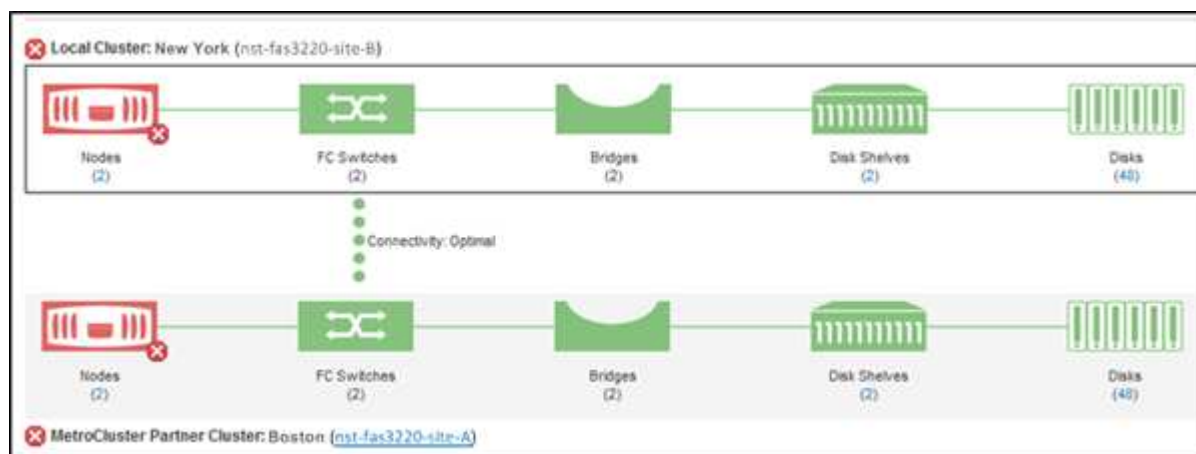 Local Cluster: New York (nst-fas3220-site-B)
Nodes FC Switches Bridges Disk Shelves Disks
(2) (2) (2) (2) (48)
Connectivity: Optimal
Nodes FC Switches Bridges Disk Shelves Disks
(2) (2) (2) (2) (48)
MetroCluster Partner Cluster: Boston (nst-fas3220-site-A)